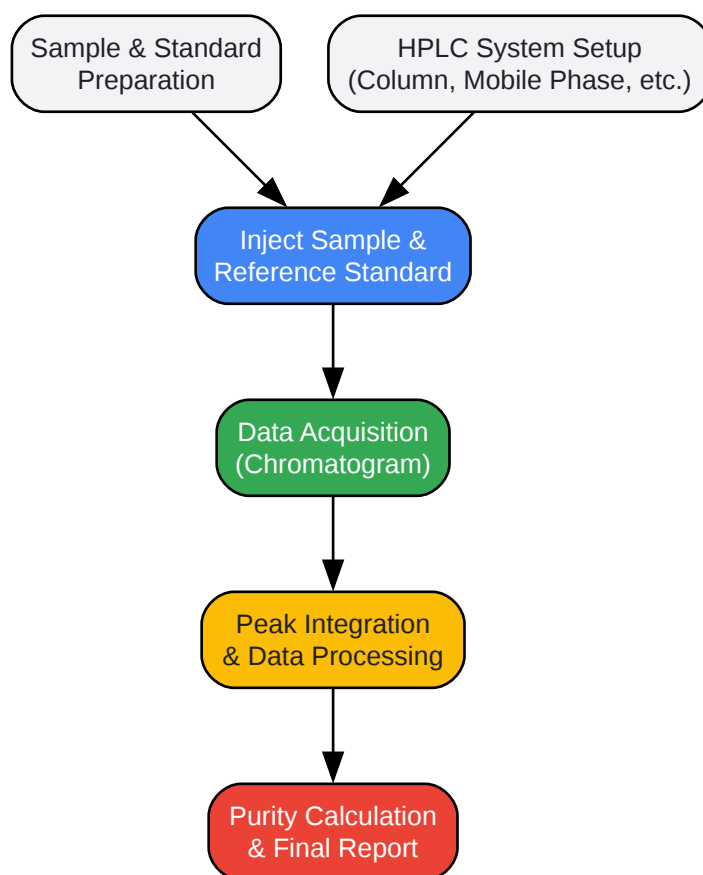 Sample & Standard
Preparation
HPLC System Setup
(Column, Mobile Phase, etc.)
Inject Sample &
Reference Standard
Data Acquisition
(Chromatogram)
Peak Integration
& Data Processing
Purity Calculation
& Final Report